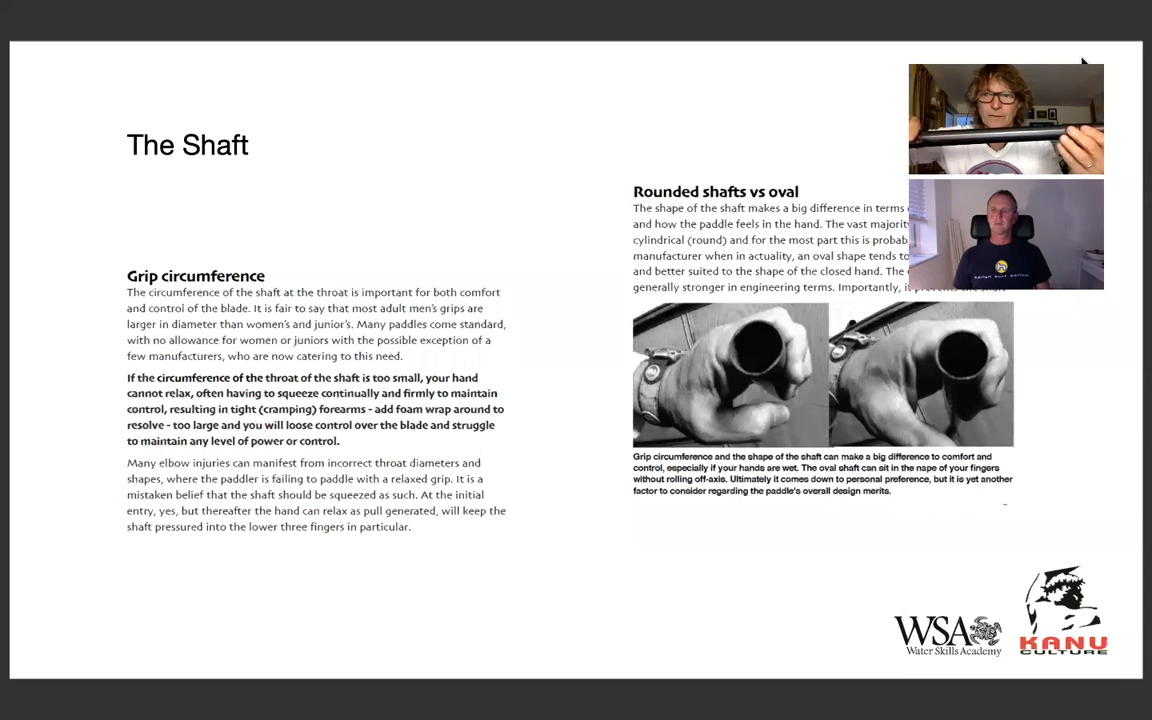 The Shaft
Grip circumference
The circumference of the shaft at the throat is important for both comfort
and control of the blade. It is fair to say that most adult men's grips are
larger in diameter than women's and junior's. Many paddles come standard,
with no allowance for women or juniors with the possible exception of a
few manufacturers, who are now catering to this need.
If the circumference of the throat of the shaft is too small, your hand
cannot relax, often having to squeeze continually and firmly to maintain
control, resulting in tight (cramping) forearms - add foam wrap around to
resolve - too large and you will loose control over the blade and struggle
to maintain any level of power or control.
Many elbow injuries can manifest from incorrect throat diameters and
shapes, where the paddler is failing to paddle with a relaxed grip. It is a
mistaken belief that the shaft should be squeezed as such. At the initial
entry, yes, but thereafter the hand can relax as pull generated, will keep the
shaft pressured into the lower three fingers in particular.
Rounded shafts vs oval
The shape of the shaft makes a big difference in terms
and how the paddle feels in the hand. The vast majority
cylindrical (round) and for the most part this is probab
manufacturer when in actuality, an oval shape tends to
and better suited to the shape of the closed hand. The
generally stronger in engineering terms. Importantly, it
Grip circumference and the shape of the shaft can make a big difference to comfort and
control, especially if your hands are wet. The oval shaft can sit in the nape of your fingers
without rolling off-axis. Ultimately it comes down to personal preference, but it is yet another
factor to consider regarding the paddle's overall design merits.
WSA
Water Skills Academy
KANU
CULTURE